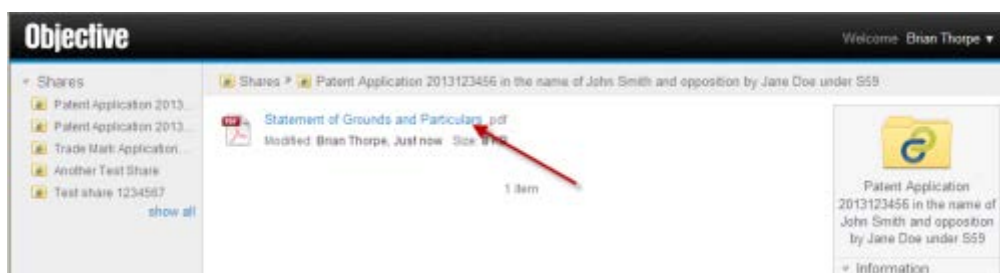 Objective
Welcome Brian Thorpe ▾
Shares
Patent Application 2013...
Patent Application 2013...
Trade Mark Application...
Another Test Share
Test share 1234567
show all
Shares » Patent Application 2013123456 in the name of John Smith and opposition by Jane Doe under S59
PDF
Statement of Grounds and Particulars .pdf
Modified: Brian Thorpe, Just now Size:
1 item
Patent Application
2013123456 in the name of
John Smith and opposition
by Jane Doe under S59
Information